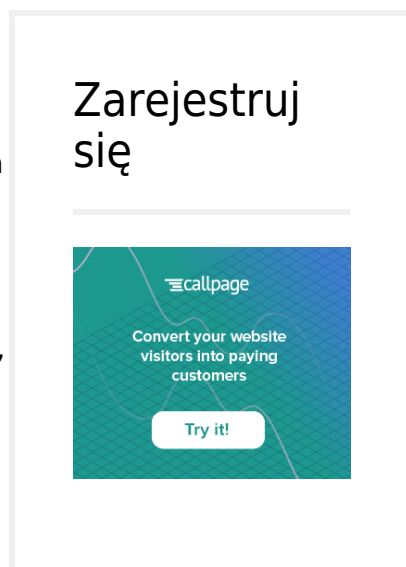 Zarejestruj
się
callpage
Convert your website
visitors into paying
customers
Try it!